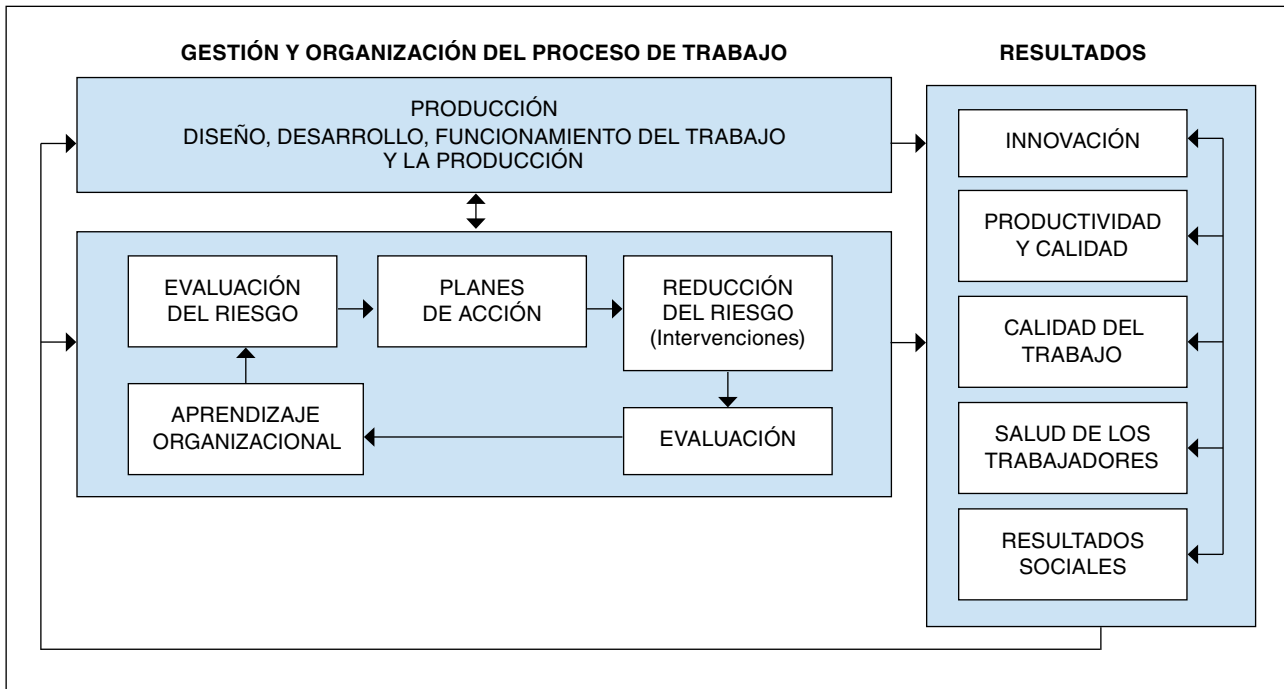 GESTIÓN Y ORGANIZACIÓN DEL PROCESO DE TRABAJO
PRODUCCIÓN
DISEÑO, DESARROLLO, FUNCIONAMIENTO DEL TRABAJO
Y LA PRODUCCIÓN
EVALUACIÓN
DEL RIESGO
PLANES
DE ACCIÓN
REDUCCIÓN
DEL RIESGO
(Intervenciones)
APRENDIZAJE
ORGANIZACIONAL
EVALUACIÓN
RESULTADOS
INNOVACIÓN
PRODUCTIVIDAD
Y CALIDAD
CALIDAD DEL
TRABAJO
SALUD DE LOS
TRABAJADORES
RESULTADOS
SOCIALES